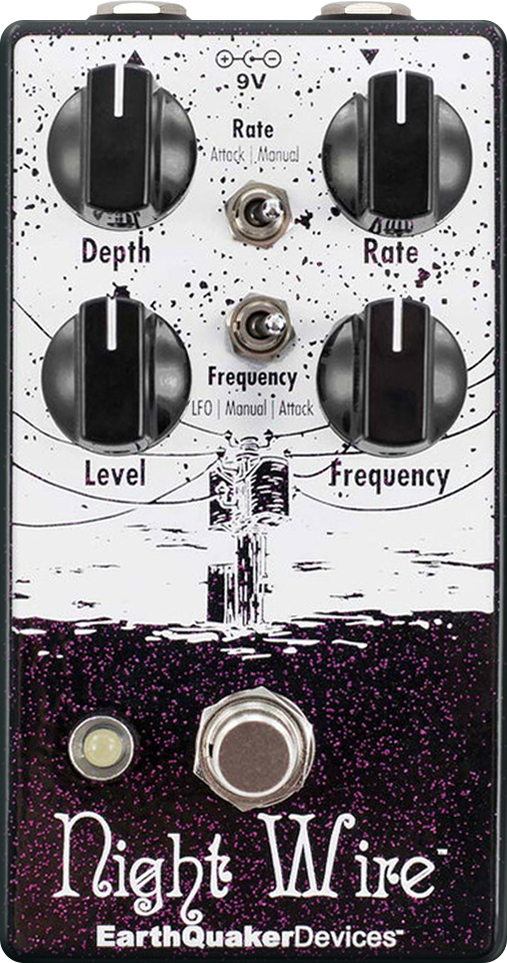 9V
Rate
Attack | Manual
Depth
Rate
Frequency
LFO | Manual | Attack
Level
Frequency
Night Wire™
EarthQuakerDevices™